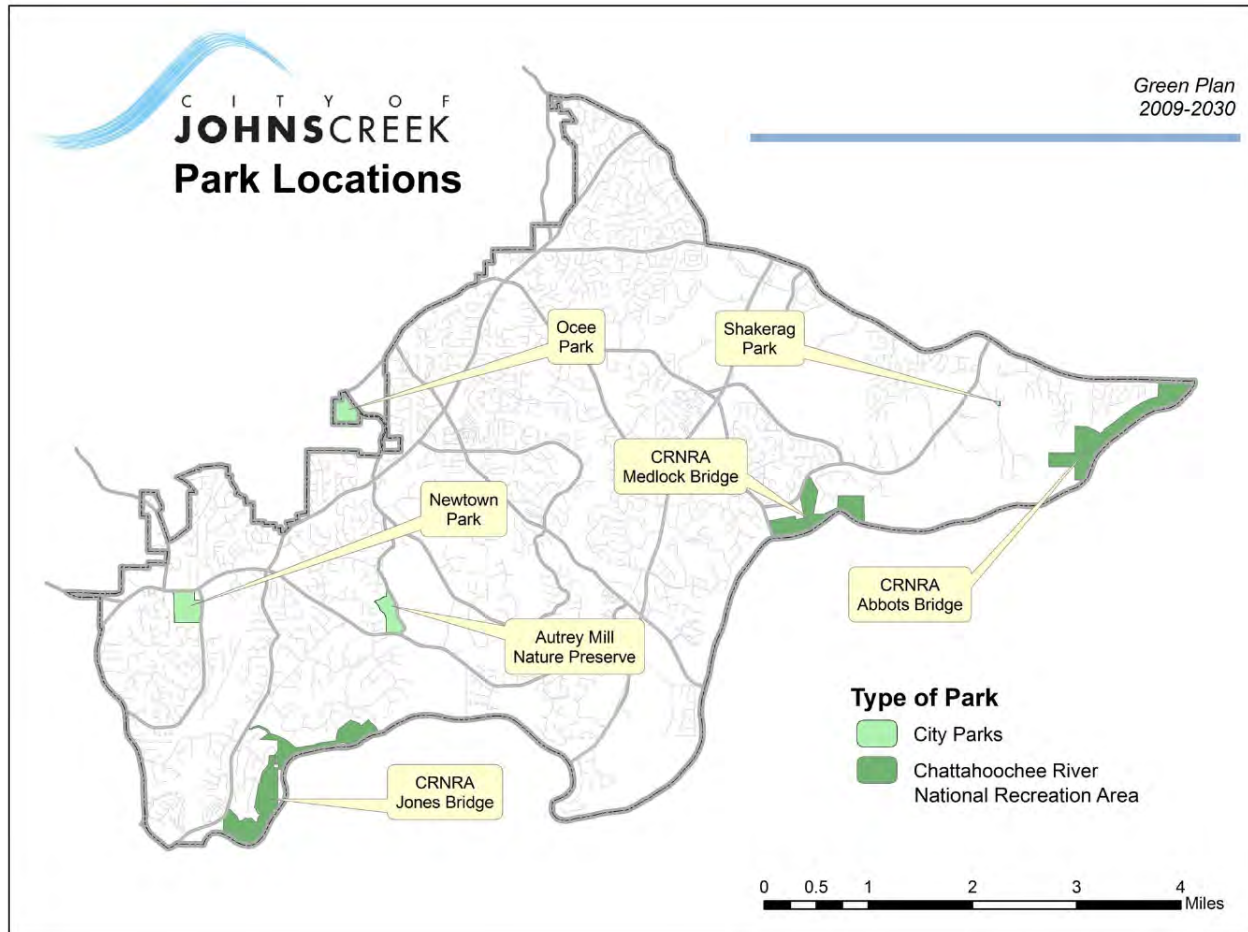 CITY OF
JOHNSCREEK
Park Locations
Green Plan
2009-2030
Ocee
Park
Shakerag
Park
CRNRA
Medlock Bridge
Newtown
Park
CRNRA
Abbots Bridge
Autrey Mill
Nature Preserve
CRNRA
Jones Bridge
Type of Park
City Parks
Chattahoochee River
National Recreation Area
0 0.5 1 2 3 4
Miles